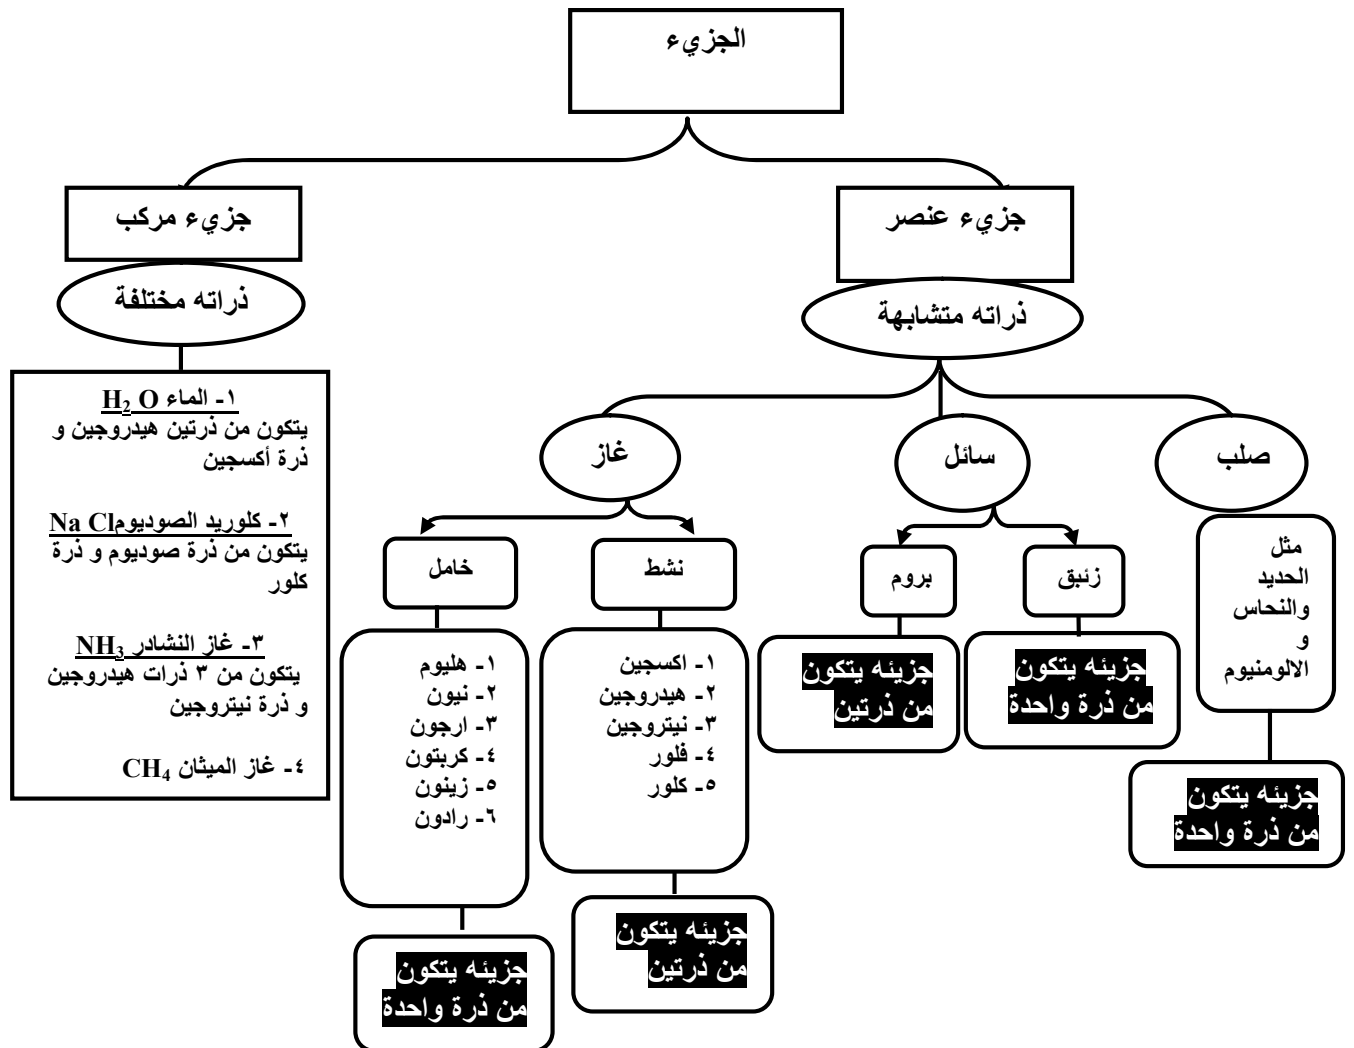 الجزيء
جزيء عنصر
جزيء مركب
ذراته متشابهة
ذراته مختلفة
صلب
سائل
غاز
مثل
الحديد
والنحاس
و
الالومنيوم
جزيئه يتكون
من ذرة واحدة
زئبق
بروم
جزيئه يتكون
من ذرة واحدة
جزيئه يتكون
من ذرتين
نشط
خامل
١- اكسجين
٢- هيدروجين
٣- نيتروجين
٤- فلور
٥- كلور
جزيئه يتكون
من ذرتين
١- هليوم
٢- نيون
٣- ارجون
٤- كربتون
٥- زينون
٦- رادون
جزيئه يتكون
من ذرة واحدة
١- الماء H₂ O
يتكون من ذرتين هيدروجين و
ذرة أكسجين
٢- كلوريد الصوديومNa Cl
يتكون من ذرة صوديوم و ذرة
كلور
٣- غاز النشادر NH₃
يتكون من ٣ ذرات هيدروجين
و ذرة نيتروجين
٤- غاز الميثان CH₄